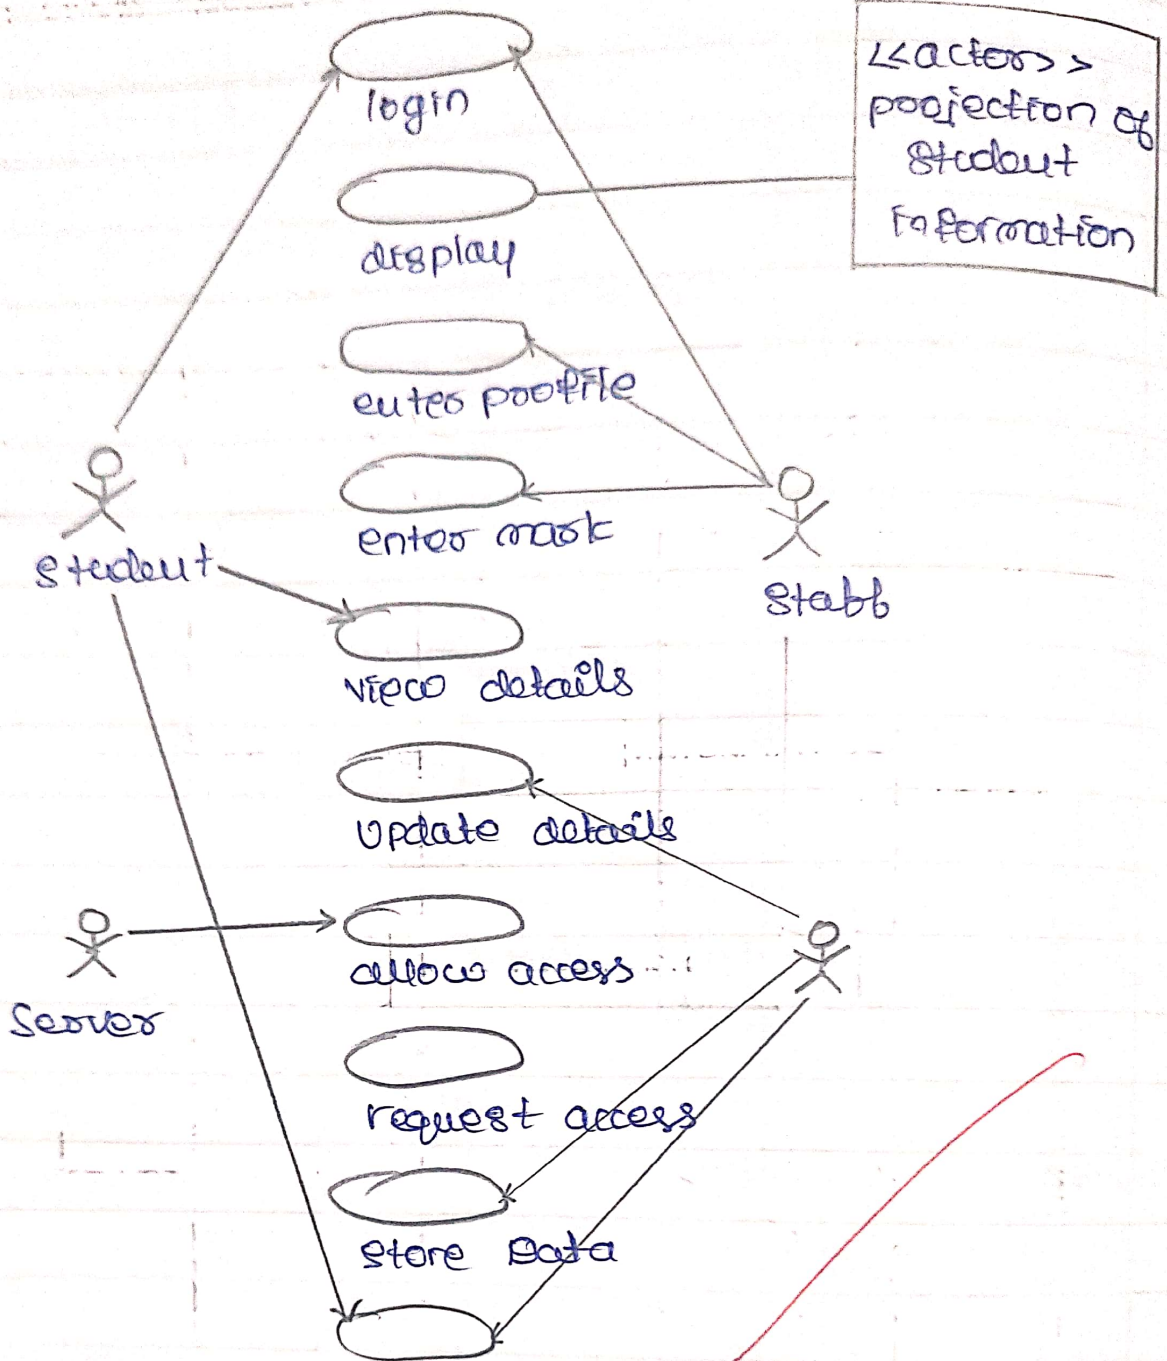 login
<<actor>>
projection of
Student
information
display
enter profile
enter mark
Student
Staff
view details
Update details
allow access
Server
request access
Store Data